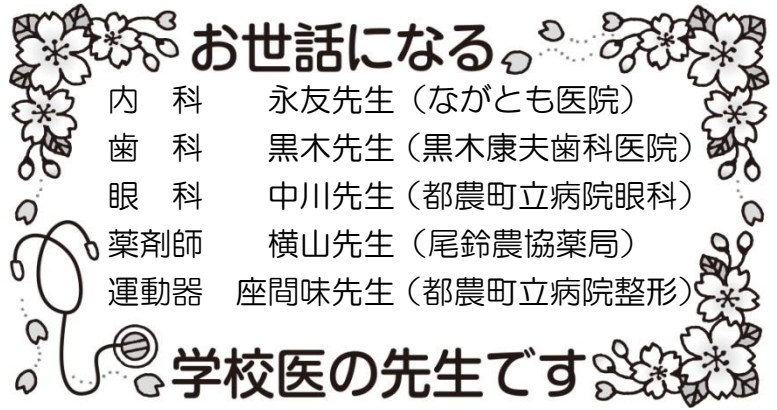 お世話になる
内　科　　永友先生（ながとも医院）
歯　科　　黒木先生（黒木康夫歯科医院）
眼　科　　中川先生（都農町立病院眼科）
薬剤師　　横山先生（尾鈴農協薬局）
運動器　座間味先生（都農町立病院整形）
学校医の先生です